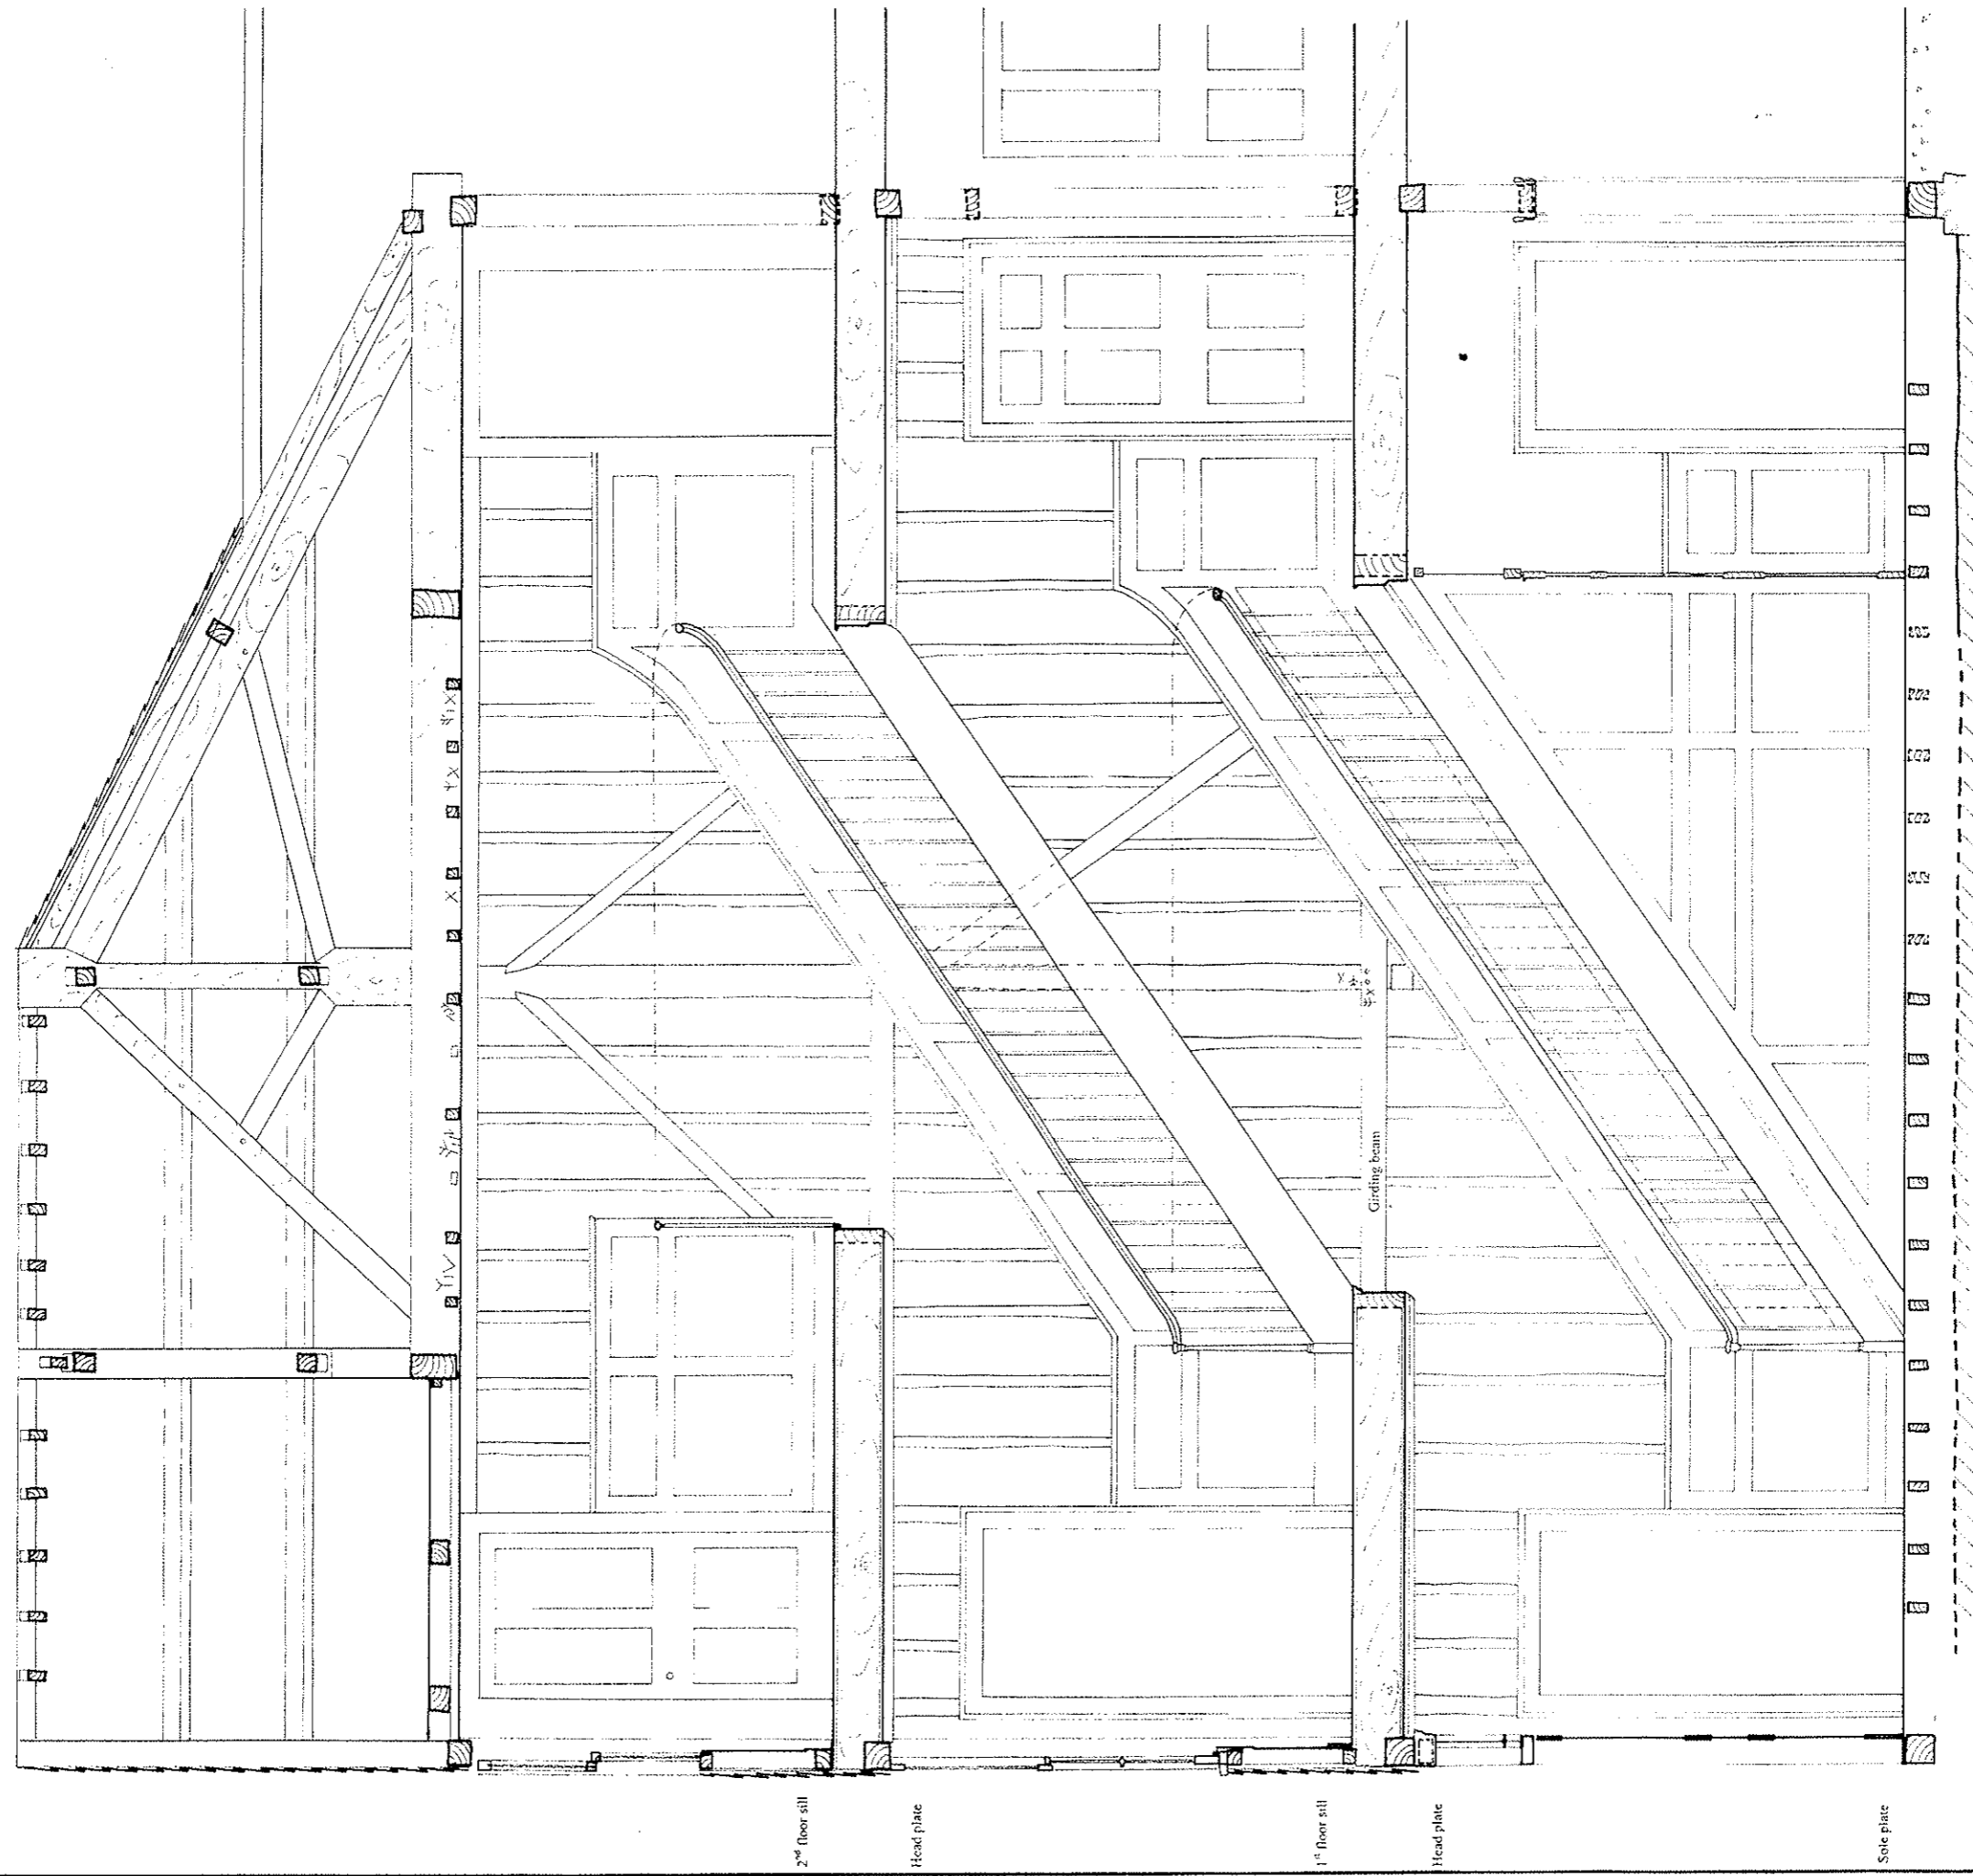 2nd floor sill
Head plate
1st floor sill
Head plate
Sole plate
Girding beam